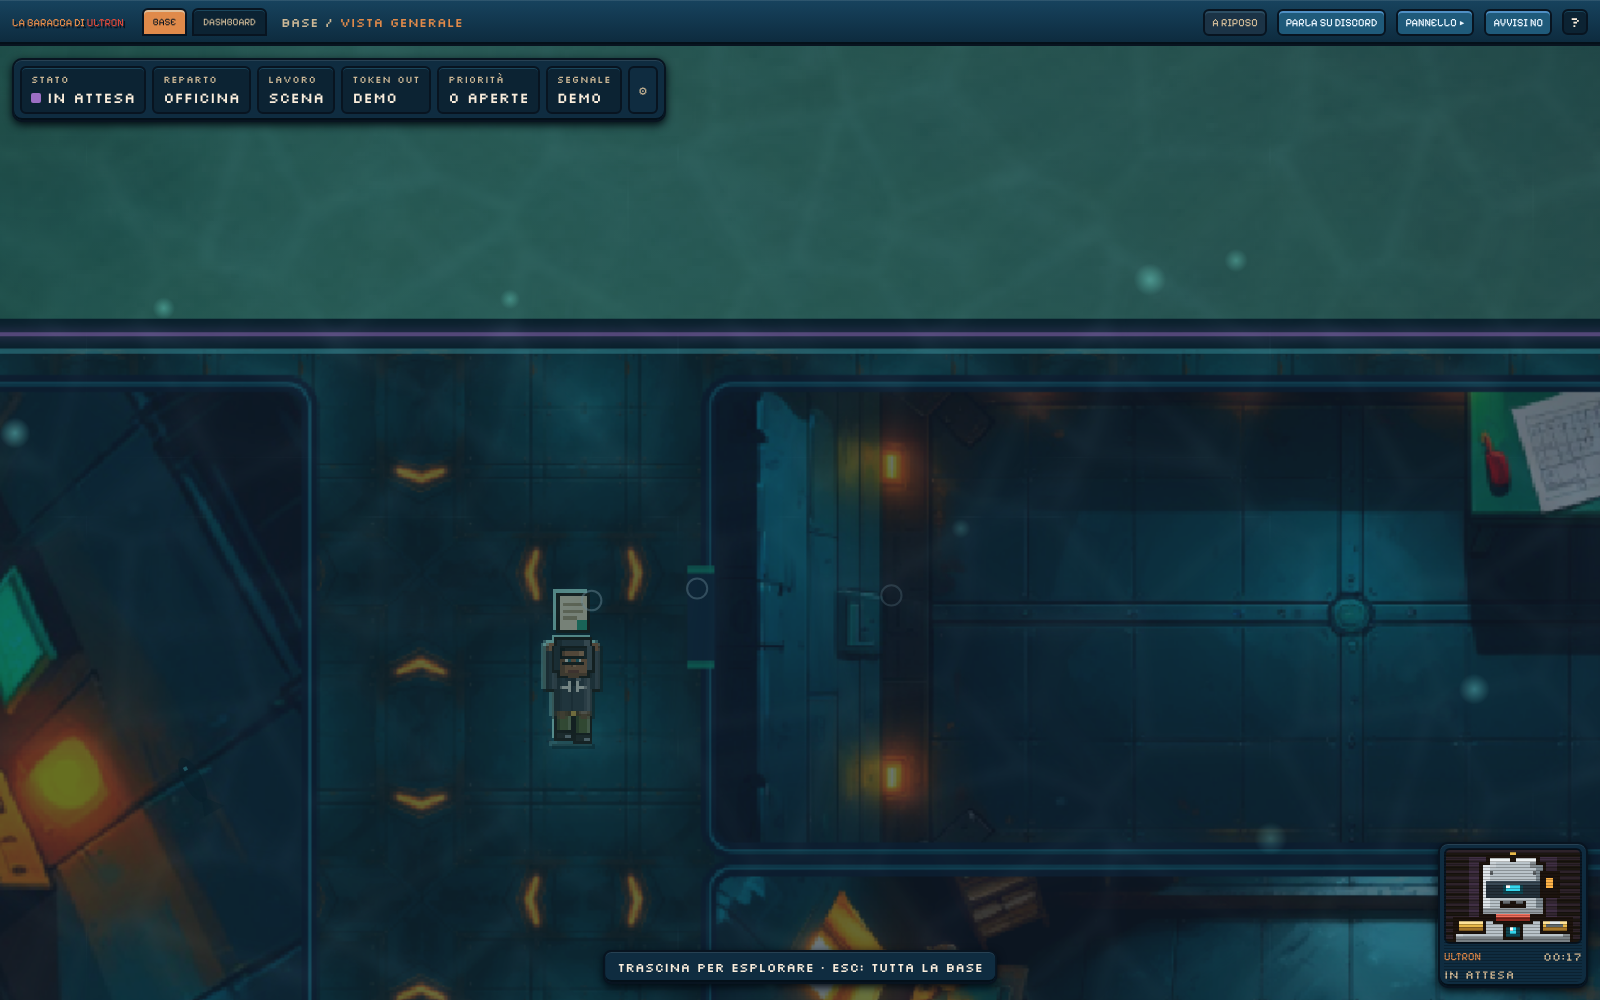 LA BARACCA DI ULTRON
BASE
DASHBOARD
BASE / VISTA GENERALE
A RIPOSO
PARLA SU DISCORD
PANNELLO ▸
AVVISI NO
?
STATO
IN ATTESA
REPARTO
OFFICINA
LAVORO
SCENA
TOKEN OUT
DEMO
PRIORITÀ
0 APERTE
SEGNALE
DEMO
TRASCINA PER ESPLORARE · ESC: TUTTA LA BASE
ULTRON 00:17
IN ATTESA